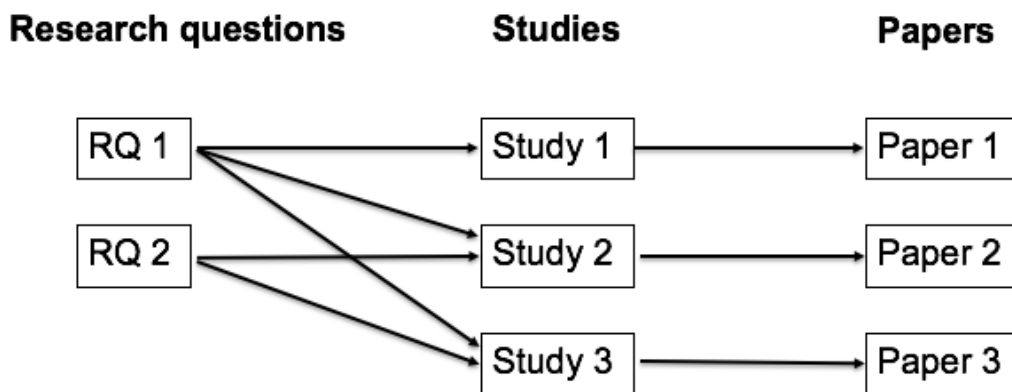 Research questions Studies Papers
RQ 1 Study 1 Paper 1
RQ 2 Study 2 Paper 2
Study 3 Paper 3